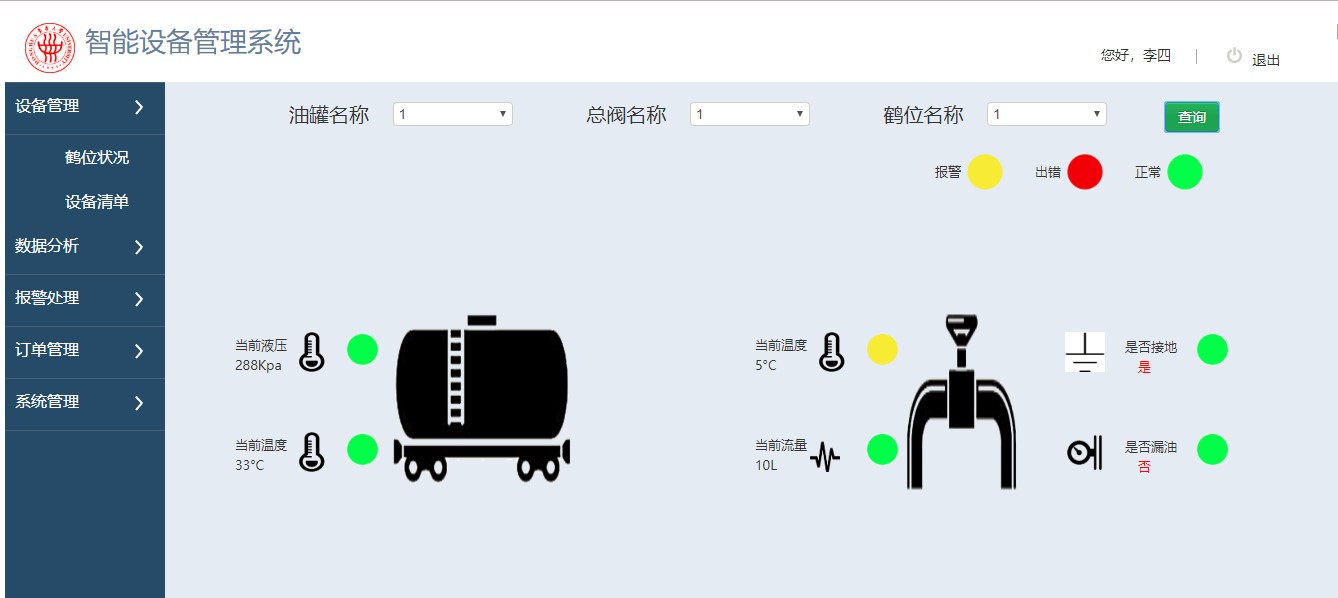 智能设备管理系统
您好，李四 | 退出
设备管理
鹤位状况
设备清单
数据分析
报警处理
订单管理
系统管理
油罐名称 1 总阀名称 1 鹤位名称 1 查询
报警 出错 正常
当前液压
288Kpa
当前温度
33°C
当前温度
5°C
当前流量
10L
是否接地
是
是否漏油
否